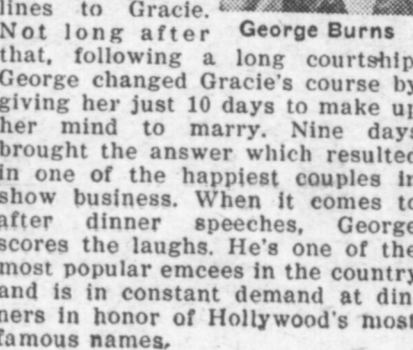 lines to Gracie.
George Burns
Not long after
that, following a long courtship
George changed Gracie's course by
giving her just 10 days to make up
her mind to marry. Nine days
brought the answer which resulted
in one of the happiest couples in
show business. When it comes to
after dinner speeches, George
scores the laughs. He's one of the
most popular emcees in the country
and is in constant demand at din
ners in honor of Hollywood's most
famous names.